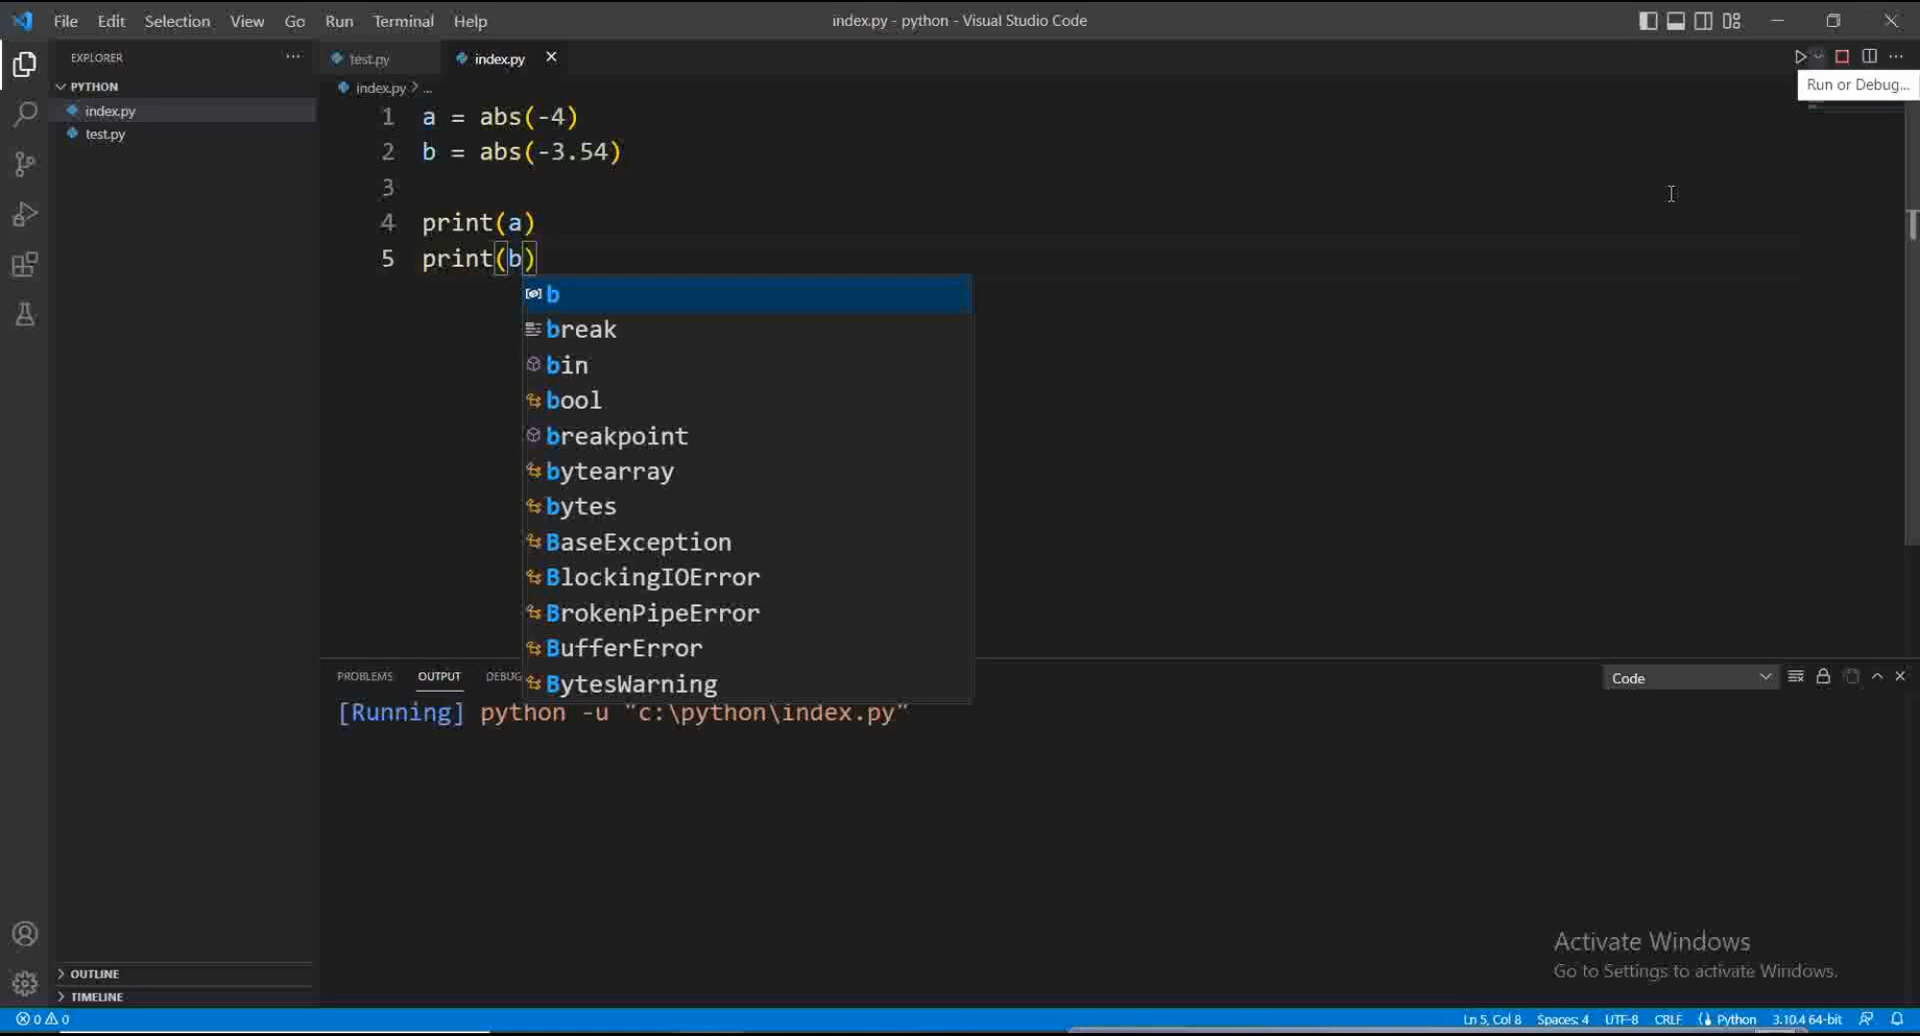 File Edit Selection View Go Run Terminal Help
index.py - python - Visual Studio Code
EXPLORER
PYTHON
index.py
test.py
OUTLINE
TIMELINE
test.py
index.py
index.py > ...
Run or Debug...
1 a = abs(-4)
2 b = abs(-3.54)
3
4 print(a)
5 print(b)
b
break
bin
bool
breakpoint
bytearray
bytes
BaseException
BlockingIOError
BrokenPipeError
BufferError
BytesWarning
PROBLEMS OUTPUT DEBUG
Code
[Running] python -u "c:\python\index.py"
Activate Windows
Go to Settings to activate Windows.
0 0
Ln 5, Col 8 Spaces: 4 UTF-8 CRLF Python 3.10.4 64-bit